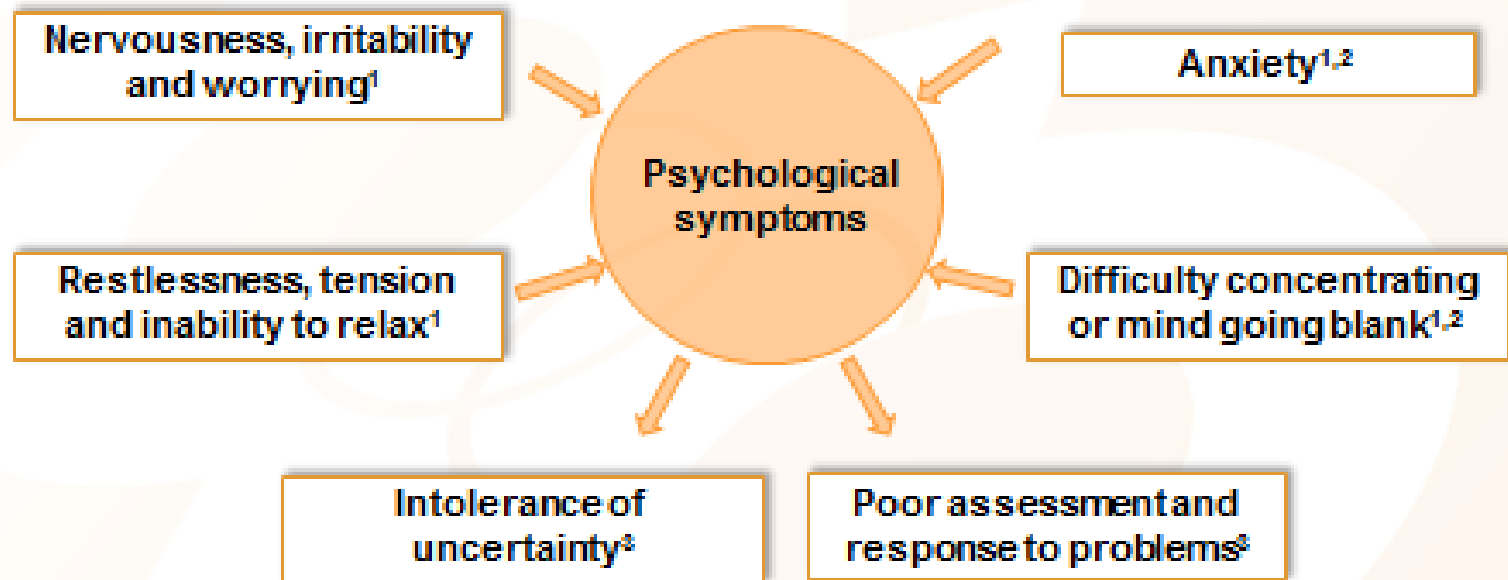 Nervousness, irritability
and worrying¹
Anxiety¹,²
Psychological
symptoms
Restlessness, tension
and inability to relax¹
Difficulty concentrating
or mind going blank¹,²
Intolerance of
uncertainty³
Poor assessment and
response to problems³